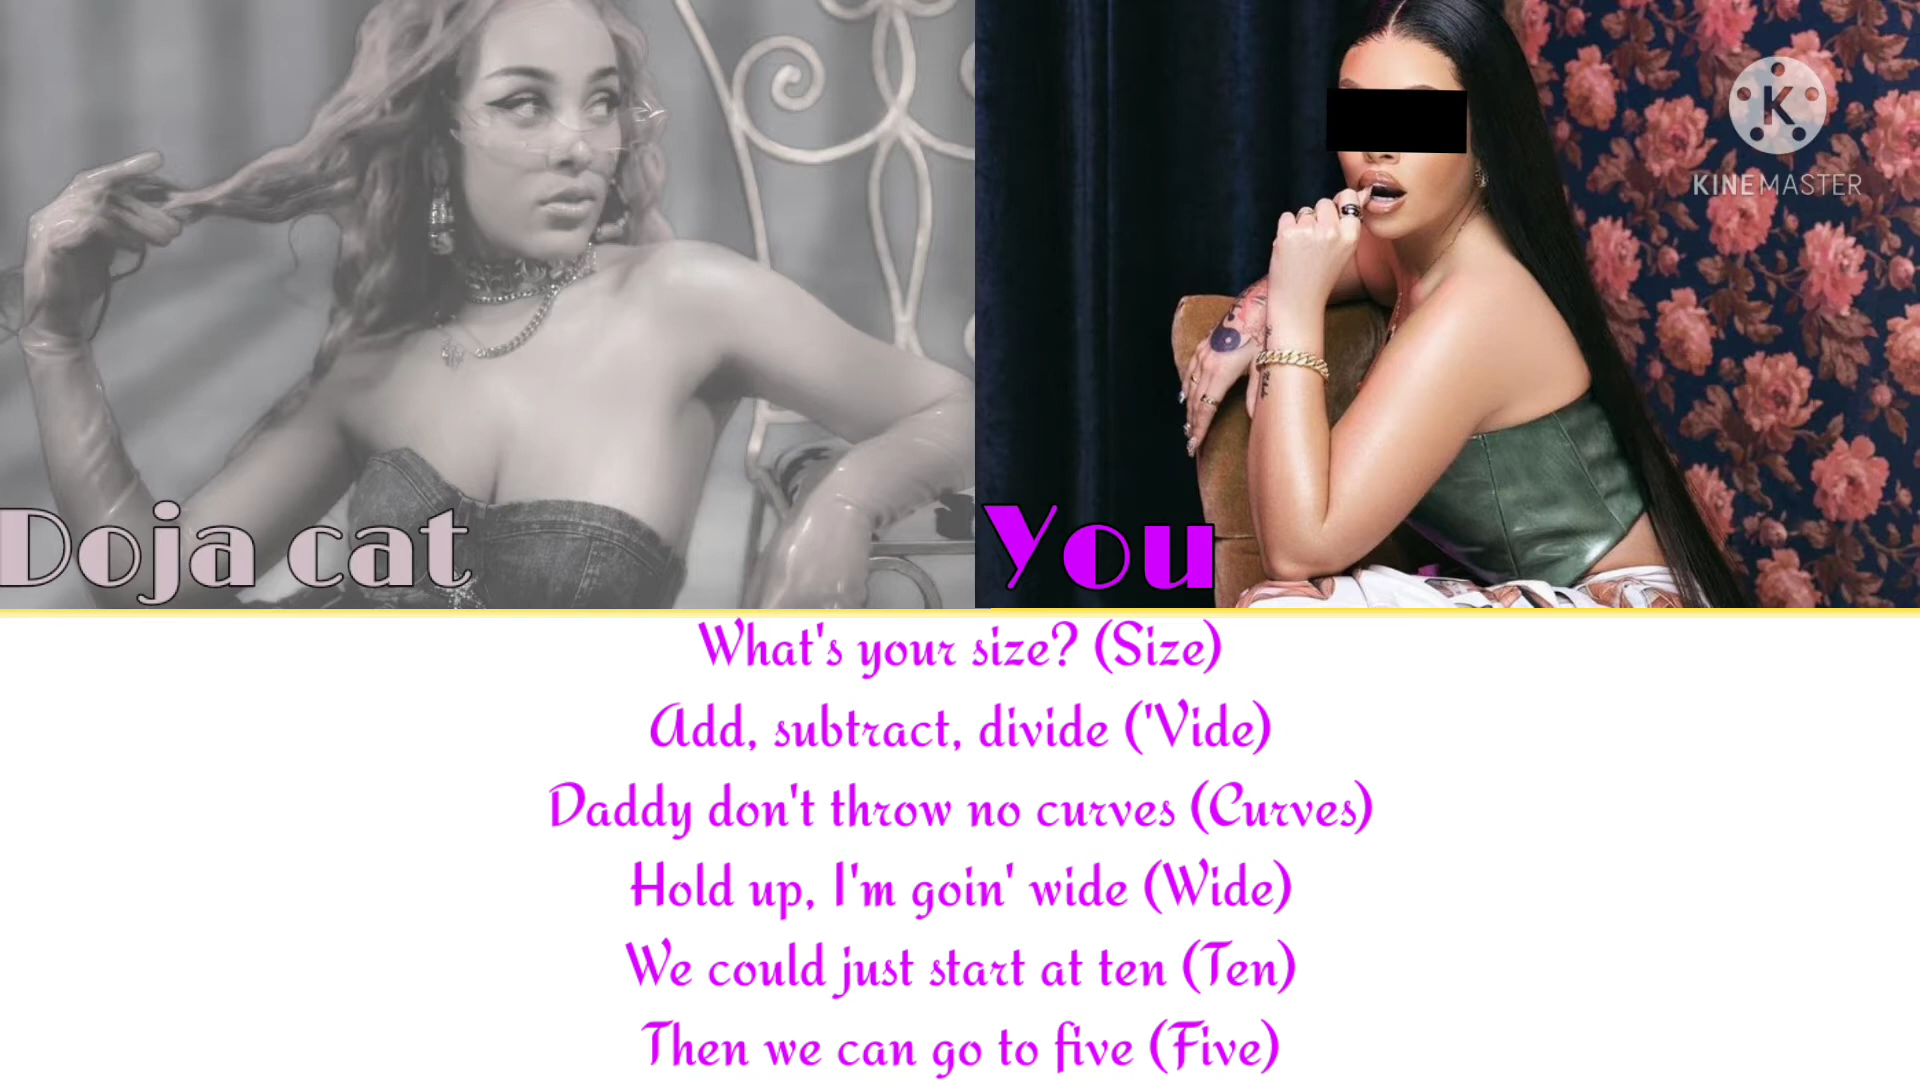 K
KINEMASTER
Doja cat
You
What's your size? (Size)
Add, subtract, divide ('Vide)
Daddy don't throw no curves (Curves)
Hold up, I'm goin' wide (Wide)
We could just start at ten (Ten)
Then we can go to five (Five)